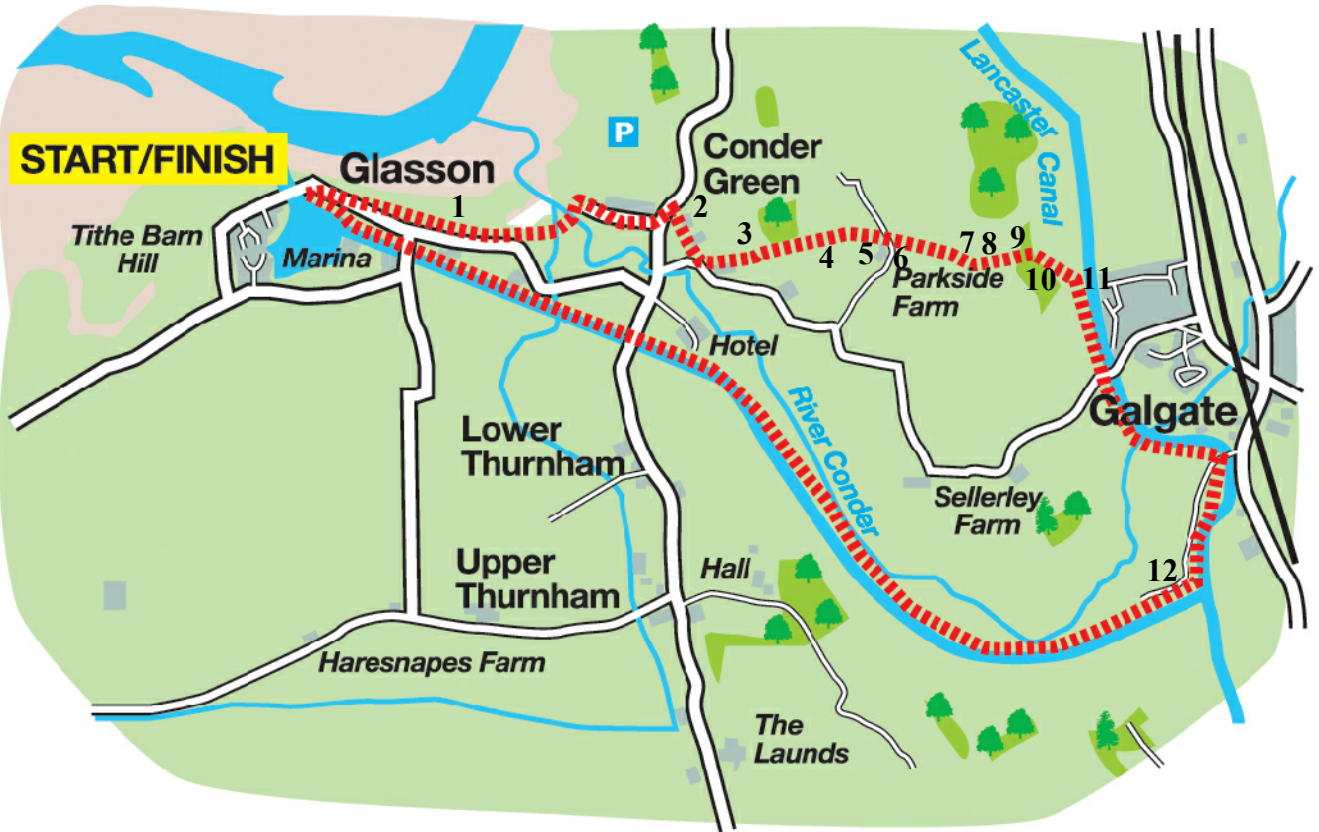 START/FINISH
Glasson
P
Conder
Green
Lancaster Canal
Tithe Barn
Hill
Marina
1
2
3
4
5
6
7
8
9
10
11
Parkside
Farm
Hotel
River Conder
Galgate
Lower
Thurnham
Sellerley
Farm
Upper
Thurnham
Hall
12
Haresnapes Farm
The
Launds